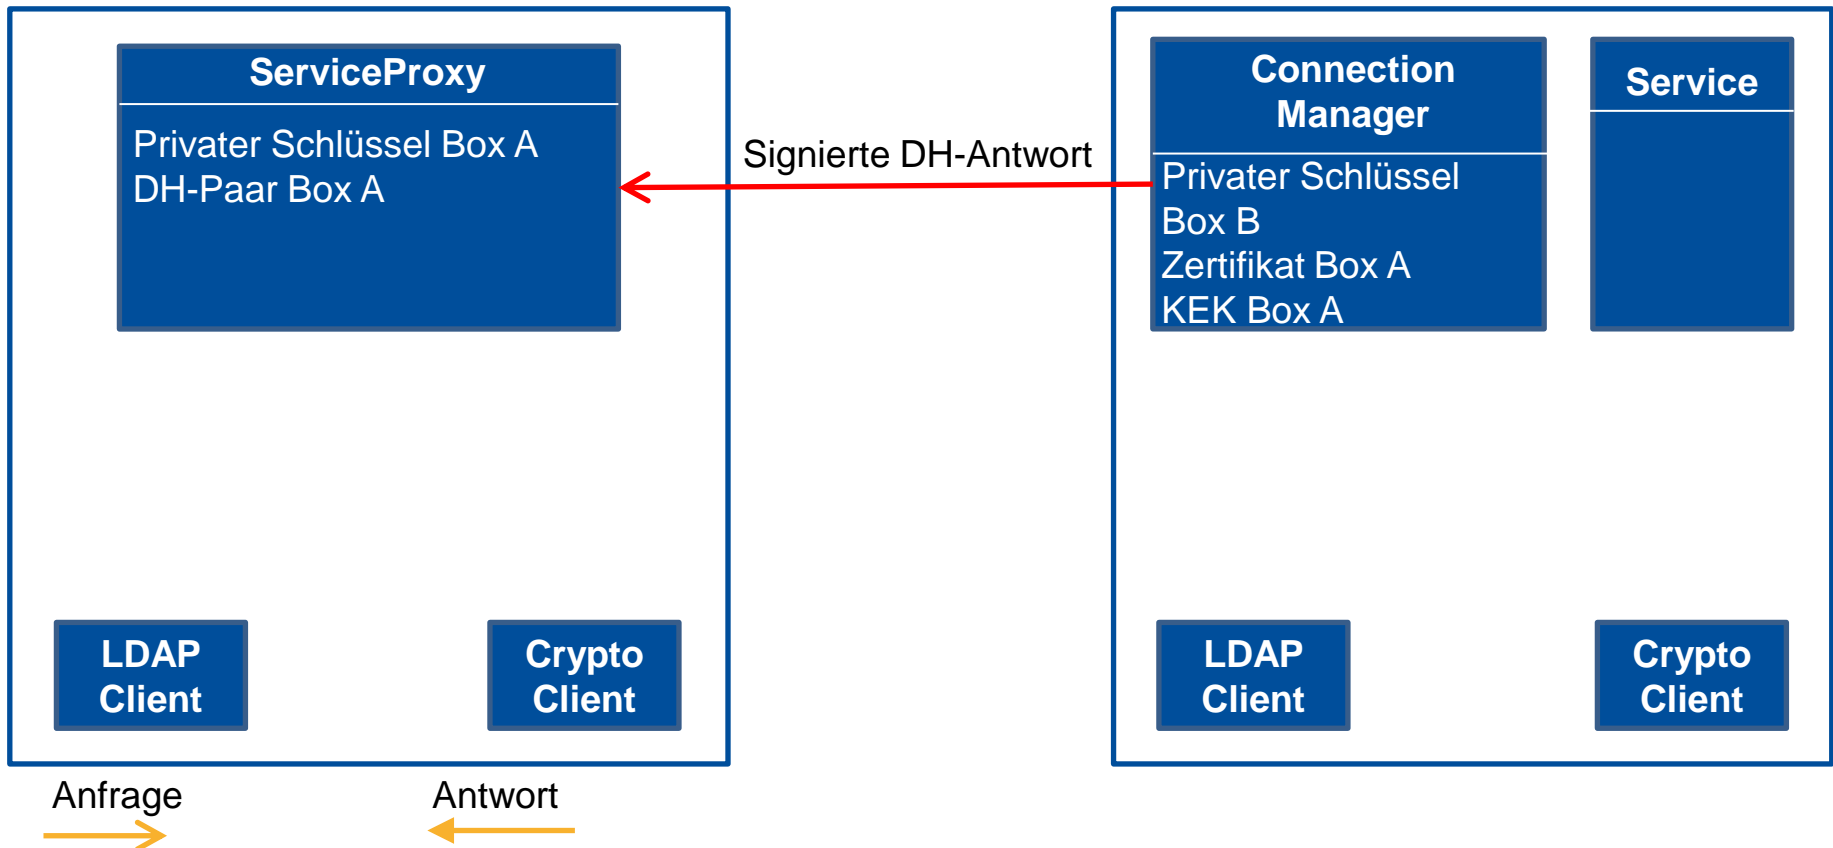 ServiceProxy
Privater Schlüssel Box A
DH-Paar Box A
Signierte DH-Antwort
Connection
Manager
Privater Schlüssel
Box B
Zertifikat Box A
KEK Box A
Service
LDAP
Client
Crypto
Client
LDAP
Client
Crypto
Client
Anfrage
Antwort